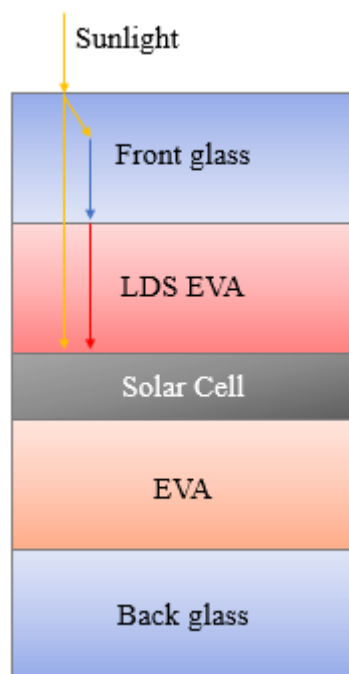 Sunlight
Front glass
LDS EVA
Solar Cell
EVA
Back glass